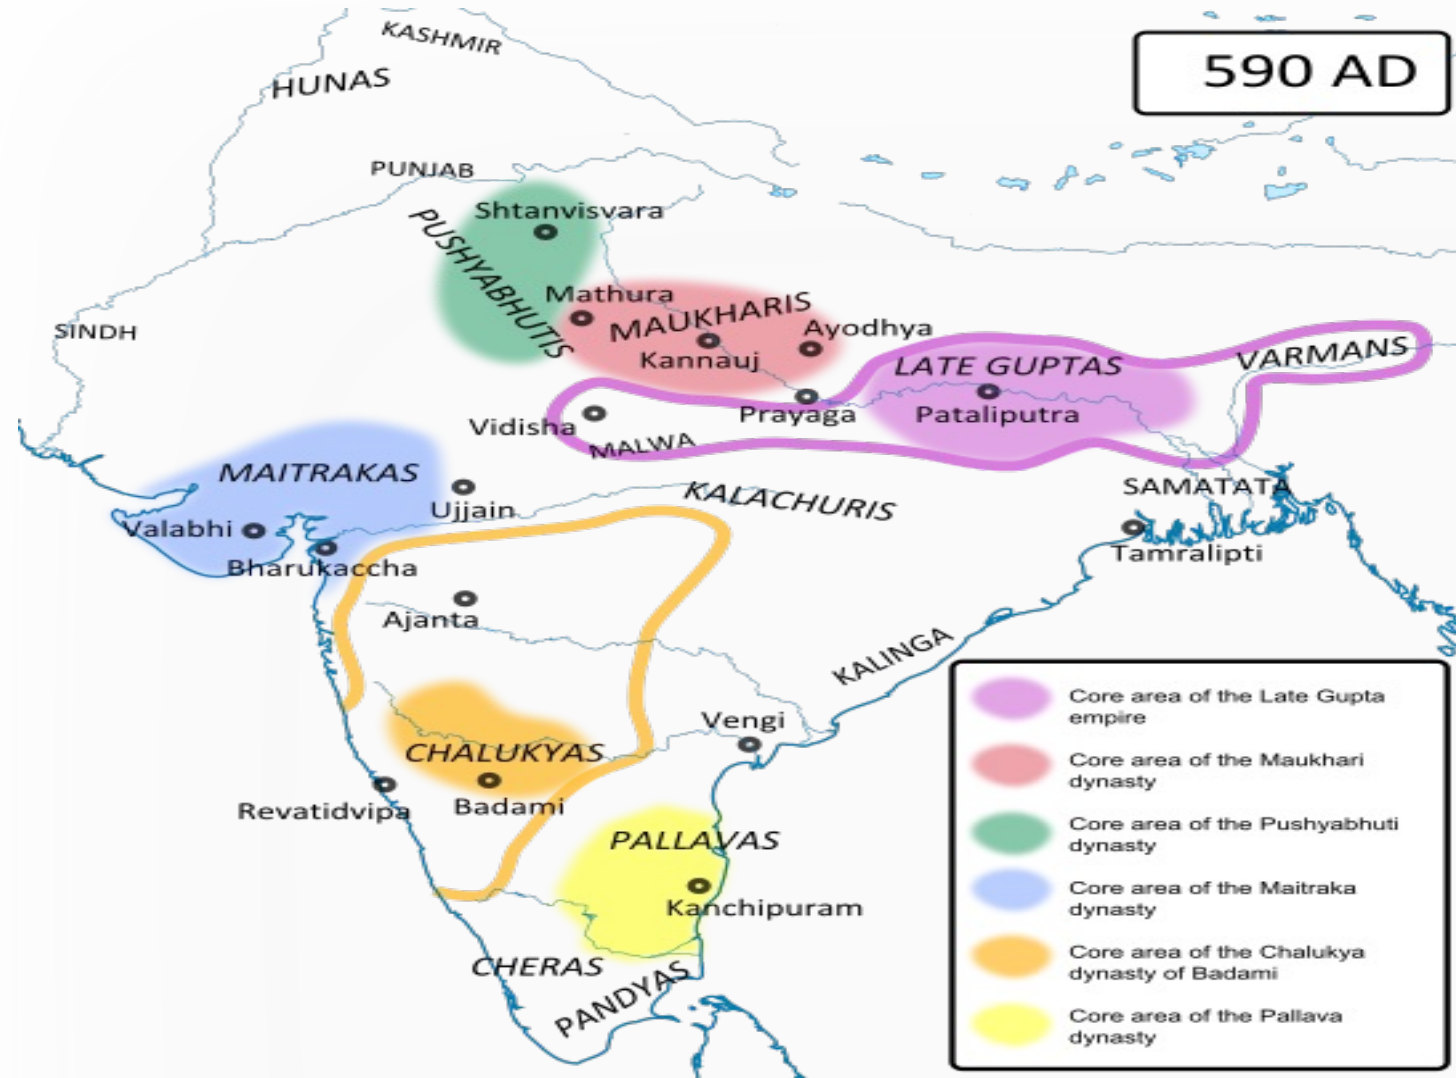 KASHMIR
590 AD
HUNAS
PUNJAB
Shtanvisvara
PUSHYABHUTIS
Mathura
MAUKHARIS
SINDH
Ayodhya
Kannauj
VARMANS
LATE GUPTAS
Prayaga
Pataliputra
Vidisha
MALWA
MAITRAKAS
KALACHURIS
SAMATATA
Ujjain
Valabhi
Tamralipti
Bharukaccha
Ajanta
KALINGA
Vengi
CHALUKYAS
Badami
Revatidvipa
PALLAVAS
Kanchipuram
CHERAS
PANDYAS
Core area of the Late Gupta
empire
Core area of the Maukhari
dynasty
Core area of the Pushyabhuti
dynasty
Core area of the Maitraka
dynasty
Core area of the Chalukya
dynasty of Badami
Core area of the Pallava
dynasty